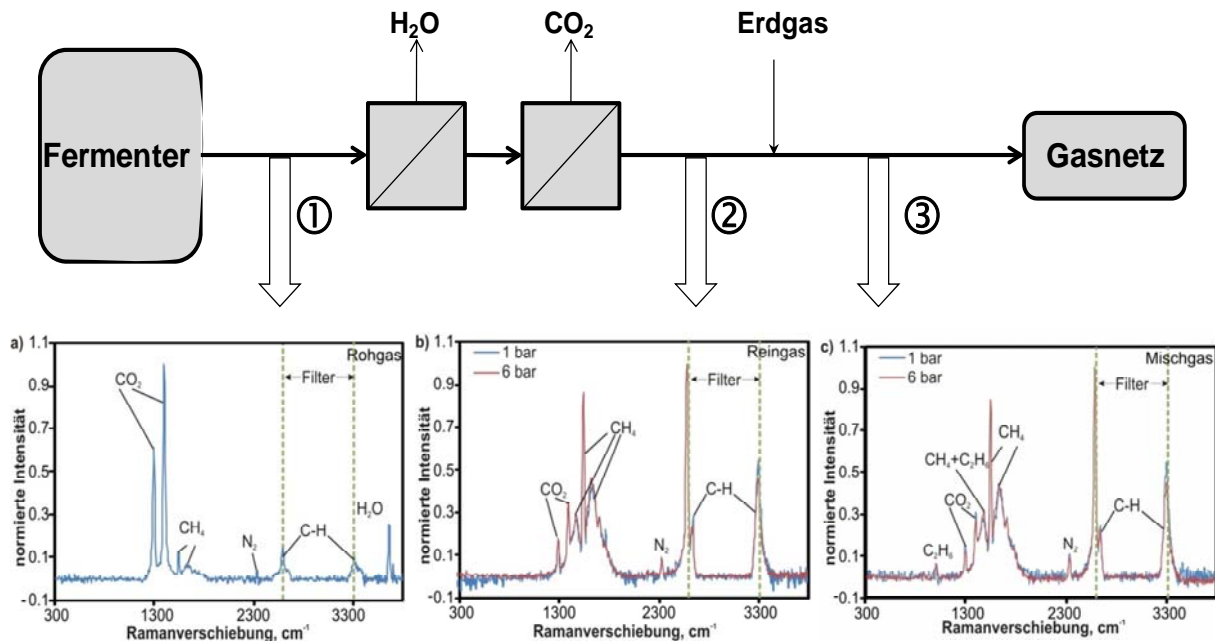 H₂O
CO₂
Erdgas
Fermenter
Gasnetz
①
②
③
a)
1.1
0.9
0.7
0.5
0.3
0.1
-0.1
normierte Intensität
Rohgas
CO₂
Filter
CH₄
N₂
C-H
H₂O
300
1300
2300
3300
Ramanverschiebung, cm⁻¹
b)
1.1
0.9
0.7
0.5
0.3
0.1
-0.1
normierte Intensität
1 bar
6 bar
Reingas
Filter
CH₄
CO₂
C-H
N₂
300
1300
2300
3300
Ramanverschiebung, cm⁻¹
c)
1.1
0.9
0.7
0.5
0.3
0.1
-0.1
normierte Intensität
1 bar
6 bar
Mischgas
Filter
CH₄
CH₄+C₂H₆
CO₂
C-H
C₂H₆
N₂
300
1300
2300
3300
Ramanverschiebung, cm⁻¹